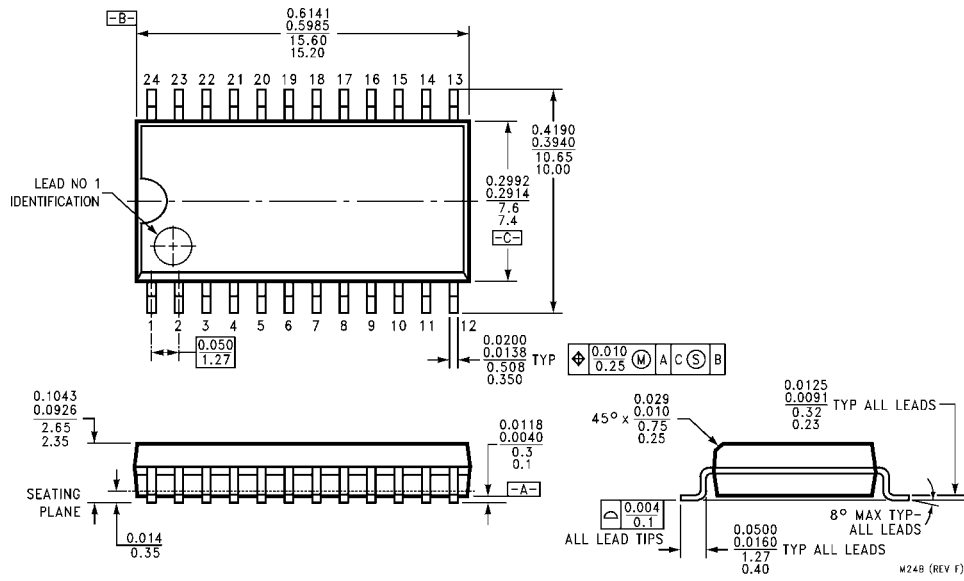 -B-
0.6141
0.5985
15.60
15.20
24 23 22 21 20 19 18 17 16 15 14 13
LEAD NO 1
IDENTIFICATION
0.2992
0.2914
7.6
7.4
-C-
0.4190
0.3940
10.65
10.00
1 2 3 4 5 6 7 8 9 10 11 12
0.050
1.27
0.0200
0.0138
0.508
0.350
TYP
0.010
0.25
M A C S B
0.1043
0.0926
2.65
2.35
0.0118
0.0040
0.3
0.1
-A-
SEATING
PLANE
0.014
0.35
45° x
0.029
0.010
0.75
0.25
0.0125
0.0091
0.32
0.23
TYP ALL LEADS
0.004
0.1
ALL LEAD TIPS
0.0500
0.0160
1.27
0.40
TYP ALL LEADS
8° MAX TYP-
ALL LEADS
M24B (REV F)